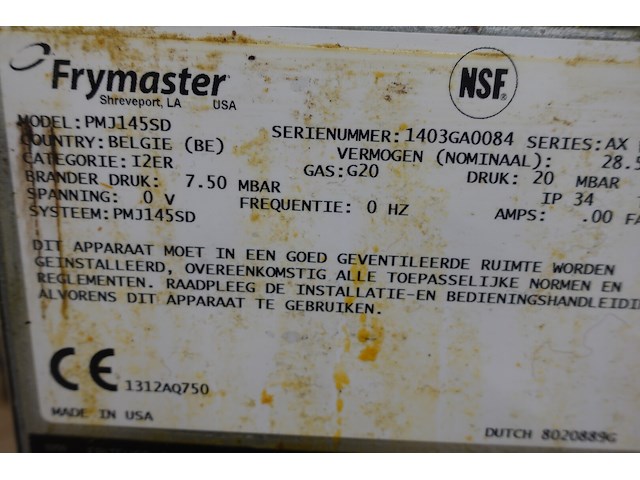 Frymaster
Shreveport, LA USA
NSF®
MODEL: PMJ145SD SERIENUMMER: 1403GA0084 SERIES: AX
COUNTRY: BELGIE (BE) VERMOGEN (NOMINAAL): 28.5
CATEGORIE: I2ER GAS: G20 DRUK: 20 MBAR
BRANDER DRUK: 7.50 MBAR IP 34
SPANNING: 0 V FREQUENTIE: 0 HZ AMPS: .00 FA
SYSTEEM: PMJ145SD
DIT APPARAAT MOET IN EEN GOED GEVENTILEERDE RUIMTE WORDEN
GEINSTALLEERD, OVEREENKOMSTIG ALLE TOEPASSELIJKE NORMEN EN
REGLEMENTEN. RAADPLEEG DE INSTALLATIE-EN BEDIENINGSHANDLEIDI
ALVORENS DIT APPARAAT TE GEBRUIKEN.
CE 1312AQ750
MADE IN USA
DUTCH 8020889G